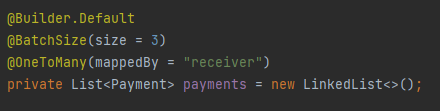 @Builder.Default
@BatchSize(size = 3)
@OneToMany(mappedBy = "receiver")
private List<Payment> payments = new LinkedList<>();